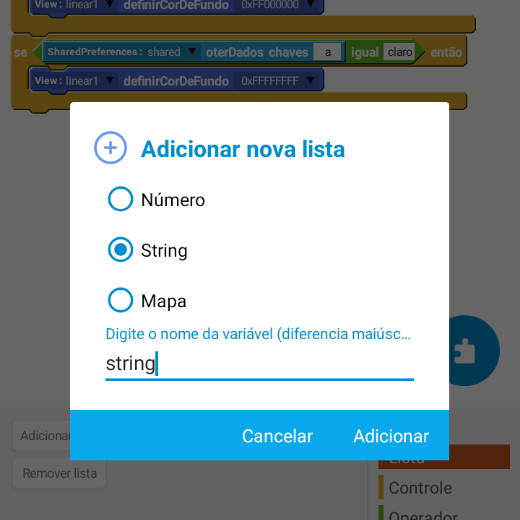 View: linear1 definirCorDeFundo 0xFF000000
se SharedPreferences: shared oterDados chaves a igual claro então
View: linear1 definirCorDeFundo 0xFFFFFFFF
Adicionar nova lista
Número
String
Mapa
Digite o nome da variável (diferencia maiúsc...
string
Cancelar Adicionar
Adicionar
Lista
Remover lista
Controle
Operador